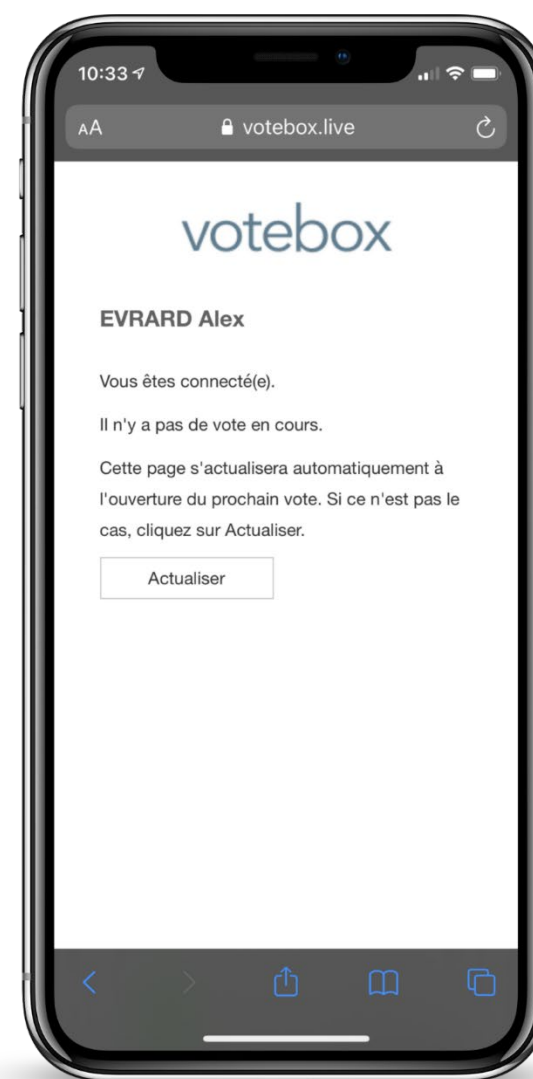 10:33
AA votebox.live
votebox
EVRARD Alex
Vous êtes connecté(e).
Il n'y a pas de vote en cours.
Cette page s'actualisera automatiquement à
l'ouverture du prochain vote. Si ce n'est pas le
cas, cliquez sur Actualiser.
Actualiser